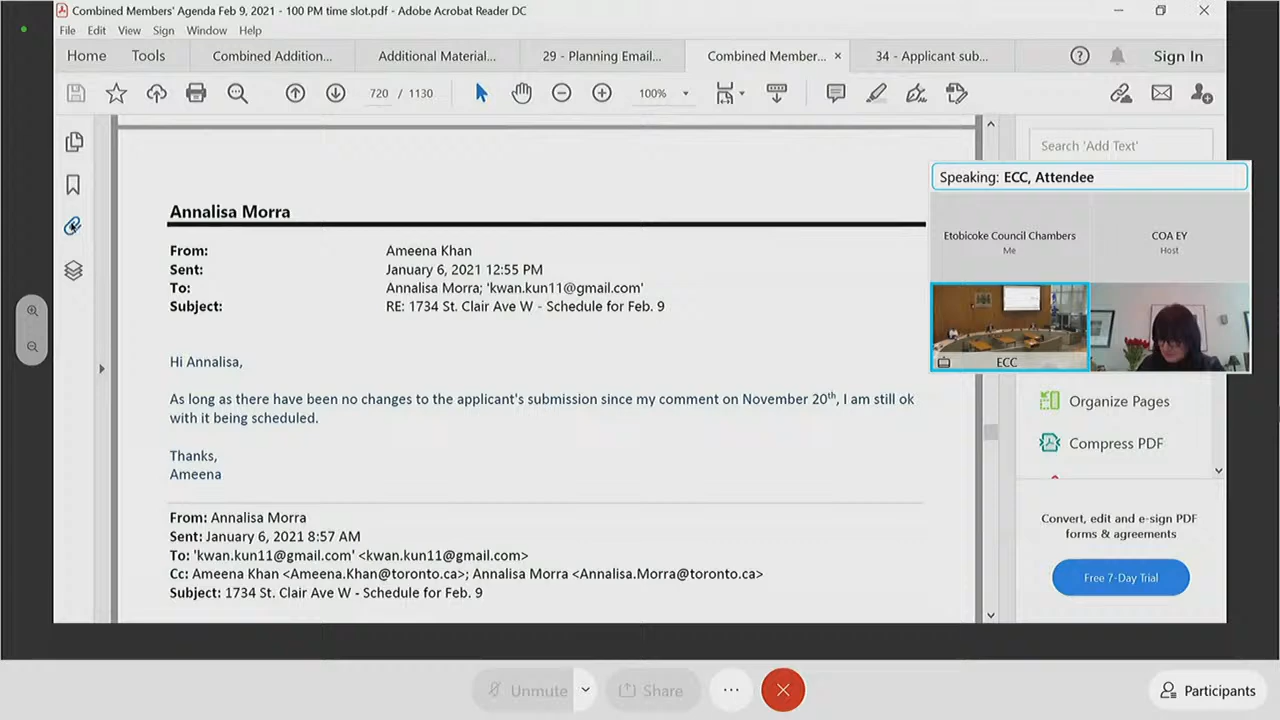 Combined Members' Agenda Feb 9, 2021 - 100 PM time slot.pdf - Adobe Acrobat Reader DC
File Edit View Sign Window Help
Home Tools Combined Addition... Additional Material... 29 - Planning Email... Combined Member... × 34 - Applicant sub... Sign In
720 / 1130 100%
Search 'Add Text'
Speaking: ECC, Attendee
Etobicoke Council Chambers
Me
COA EY
Host
ECC
Annalisa Morra
From: Ameena Khan
Sent: January 6, 2021 12:55 PM
To: Annalisa Morra; 'kwan.kun11@gmail.com'
Subject: RE: 1734 St. Clair Ave W - Schedule for Feb. 9
Hi Annalisa,
As long as there have been no changes to the applicant's submission since my comment on November 20th, I am still ok
with it being scheduled.
Thanks,
Ameena
From: Annalisa Morra
Sent: January 6, 2021 8:57 AM
To: 'kwan.kun11@gmail.com' <kwan.kun11@gmail.com>
Cc: Ameena Khan <Ameena.Khan@toronto.ca>; Annalisa Morra <Annalisa.Morra@toronto.ca>
Subject: 1734 St. Clair Ave W - Schedule for Feb. 9
Organize Pages
Compress PDF
Convert, edit and e-sign PDF
forms & agreements
Free 7-Day Trial
Unmute Share Participants